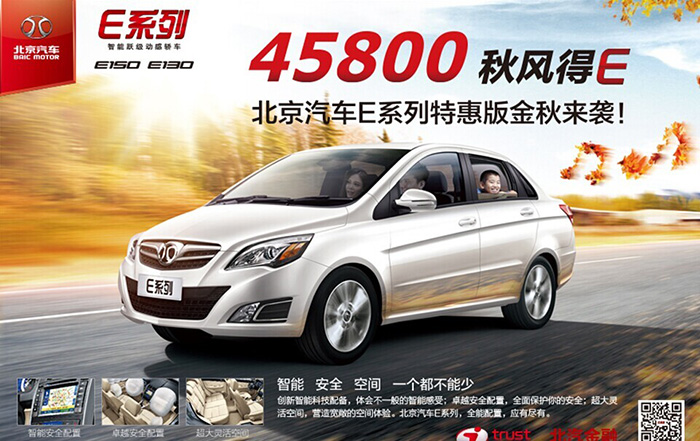 北京汽车
BAIC MOTOR
E系列
智能跃级动感轿车
E150 E130
45800 秋风得E
北京汽车E系列特惠版金秋来袭！
E系列
智能 安全 空间 一个都不能少
创新智能科技配备，体会不一般的智能感受；卓越安全配置，全面保护你的安全；超大灵
活空间，营造宽敞的空间体验。北京汽车E系列，全能配置，应有尽有。
智能安全配置
卓越安全配置
超大灵活空间
trust
北汽金融